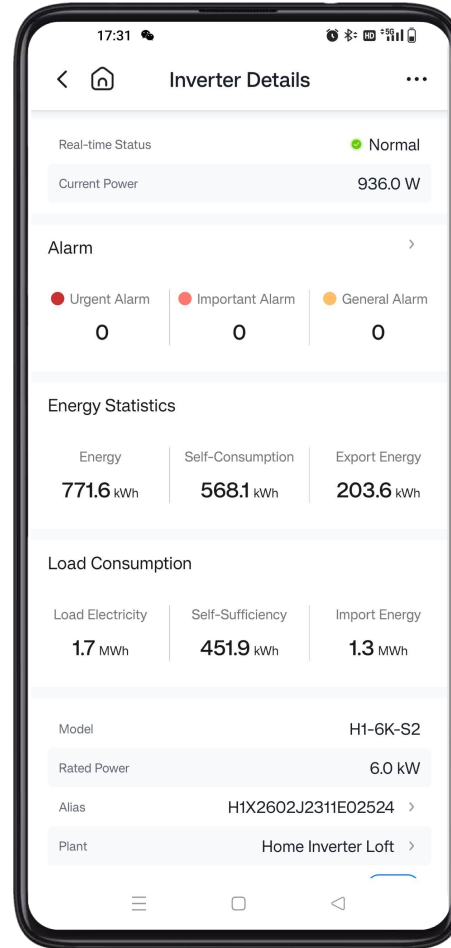 17:31 HD 5G
Inverter Details
Real-time Status Normal
Current Power 936.0 W
Alarm
Urgent Alarm Important Alarm General Alarm
0 0 0
Energy Statistics
Energy Self-Consumption Export Energy
771.6 kWh 568.1 kWh 203.6 kWh
Load Consumption
Load Electricity Self-Sufficiency Import Energy
1.7 MWh 451.9 kWh 1.3 MWh
Model H1-6K-S2
Rated Power 6.0 kW
Alias H1X2602J2311E02524
Plant Home Inverter Loft